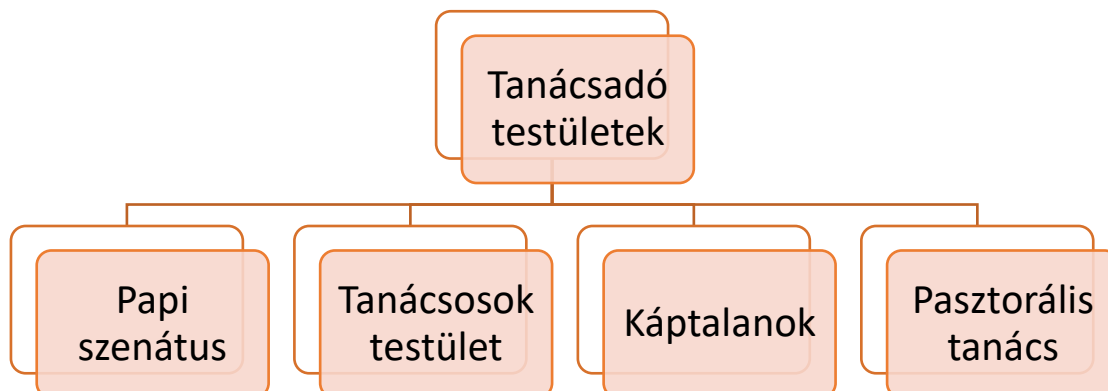 Tanácsadó
testületek
Papi
szenátus
Tanácsosok
testület
Káptalanok
Pasztorális
tanács